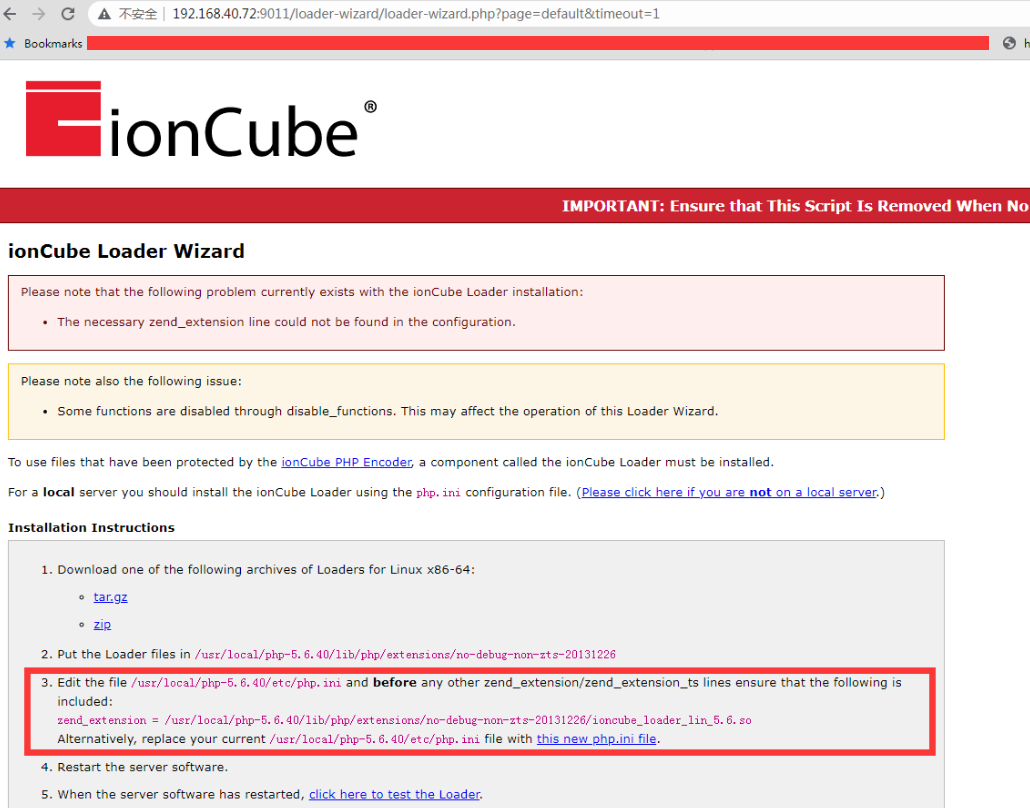 不安全 192.168.40.72:9011/loader-wizard/loader-wizard.php?page=default&timeout=1
Bookmarks
ionCube®
IMPORTANT: Ensure that This Script Is Removed When No
ionCube Loader Wizard
Please note that the following problem currently exists with the ionCube Loader installation:
• The necessary zend_extension line could not be found in the configuration.
Please note also the following issue:
• Some functions are disabled through disable_functions. This may affect the operation of this Loader Wizard.
To use files that have been protected by the ionCube PHP Encoder, a component called the ionCube Loader must be installed.
For a local server you should install the ionCube Loader using the php.ini configuration file. (Please click here if you are not on a local server.)
Installation Instructions
1. Download one of the following archives of Loaders for Linux x86-64:
tar.gz
zip
2. Put the Loader files in /usr/local/php-5.6.40/lib/php/extensions/no-debug-non-zts-20131226
3. Edit the file /usr/local/php-5.6.40/etc/php.ini and before any other zend_extension/zend_extension_ts lines ensure that the following is
included:
zend_extension = /usr/local/php-5.6.40/lib/php/extensions/no-debug-non-zts-20131226/ioncube_loader_lin_5.6.so
Alternatively, replace your current /usr/local/php-5.6.40/etc/php.ini file with this new php.ini file.
4. Restart the server software.
5. When the server software has restarted, click here to test the Loader.